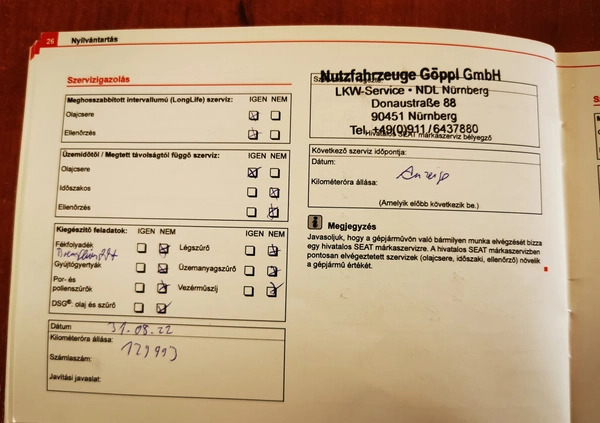 26 Nyilvántartás
Szervizigazolás
Meghosszabbított intervallumú (LongLife) szerviz: IGEN NEM
Olajcsere
Ellenőrzés
Üzemidőtől / Megtett távolságtól függő szerviz: IGEN NEM
Olajcsere
Időszakos
Ellenőrzés
Kiegészítő feladatok: IGEN NEM IGEN NEM
Fékfolyadék Légszűrő
Gyújtógyertyák Üzemanyagszűrő
Por- és
pollenszűrők Vezérműszíj
DSG®: olaj és szűrő
Dátum 31.08.22
Kilométeróra állása:
129993
Számlaszám:
Javítási javaslat:
Nutzfahrzeuge Göppl GmbH
LKW-Service • NDL Nürnberg
Donaustraße 88
90451 Nürnberg
Tel. +49(0)911/6437880
Hivatalos SEAT márkaszerviz bélyegző
Következő szerviz időpontja:
Dátum:
Kilométeróra állása: Anzeige
(Amelyik előbb következik be.)
Megjegyzés
Javasoljuk, hogy a gépjárművön való bármilyen munka elvégzését bízza
egy hivatalos SEAT márkaszervizre. A hivatalos SEAT márkaszervizben
pontosan elvégeztetett szervizek (olajcsere, időszaki, ellenőrző) növelik
a gépjármű értékét.